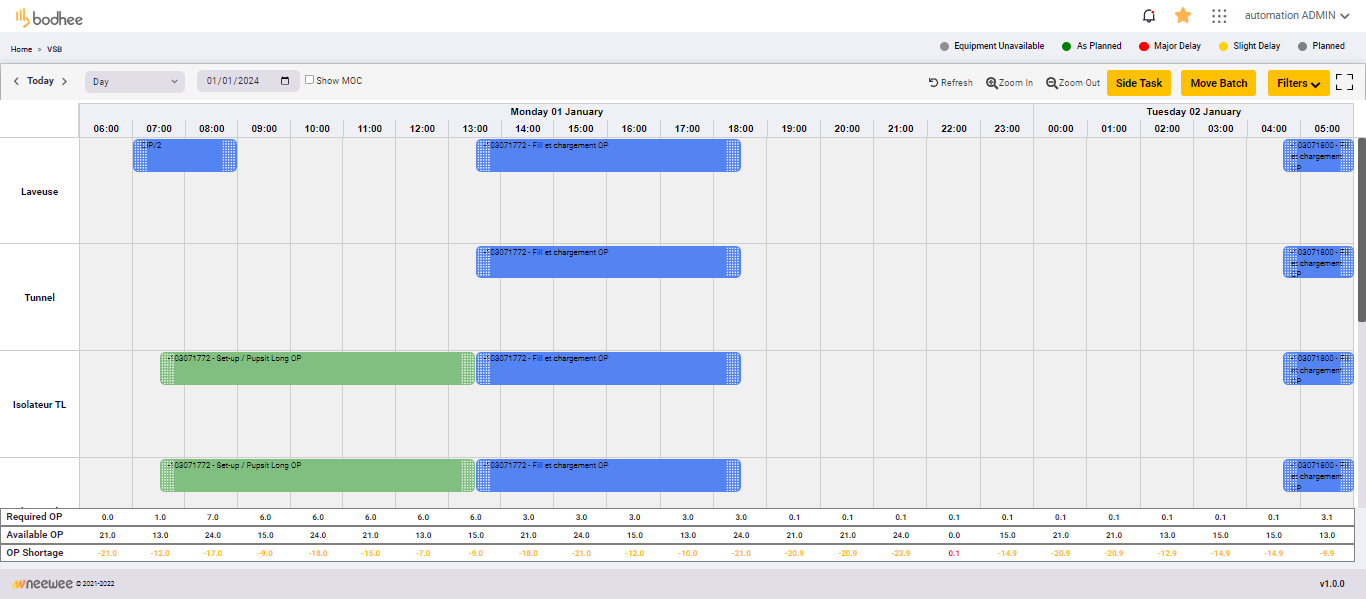 bodhee
automation ADMIN
Home > VSB
Equipment Unavailable As Planned Major Delay Slight Delay Planned
Today Day 01/01/2024 Show MOC Refresh Zoom In Zoom Out Side Task Move Batch Filters
Monday 01 January Tuesday 02 January
06:00 07:00 08:00 09:00 10:00 11:00 12:00 13:00 14:00 15:00 16:00 17:00 18:00 19:00 20:00 21:00 22:00 23:00 00:00 01:00 02:00 03:00 04:00 05:00
Laveuse
CIP/2
03071772 - Fill et chargement OP
03071800 - Fill
et chargement
OP
Tunnel
03071772 - Fill et chargement OP
03071800 - Fill
et chargement
OP
Isolateur TL
03071772 - Set-up / Pupsit Long OP
03071772 - Fill et chargement OP
03071800 - Fill
et chargement
OP
03071772 - Set-up / Pupsit Long OP
03071772 - Fill et chargement OP
03071800 - Fill
et chargement
OP
Required OP 0.0 1.0 7.0 6.0 6.0 6.0 6.0 6.0 3.0 3.0 3.0 3.0 3.0 0.1 0.1 0.1 0.1 0.1 0.1 0.1 0.1 0.1 0.1 3.1
Available OP 21.0 13.0 24.0 15.0 24.0 21.0 13.0 15.0 21.0 24.0 15.0 13.0 24.0 21.0 21.0 24.0 0.0 15.0 21.0 21.0 13.0 15.0 15.0 13.0
OP Shortage -21.0 -12.0 -17.0 -9.0 -18.0 -15.0 -7.0 -9.0 -18.0 -21.0 -12.0 -10.0 -21.0 -20.9 -20.9 -23.9 0.1 -14.9 -20.9 -20.9 -12.9 -14.9 -14.9 -9.9
neewee © 2021-2022
v1.0.0